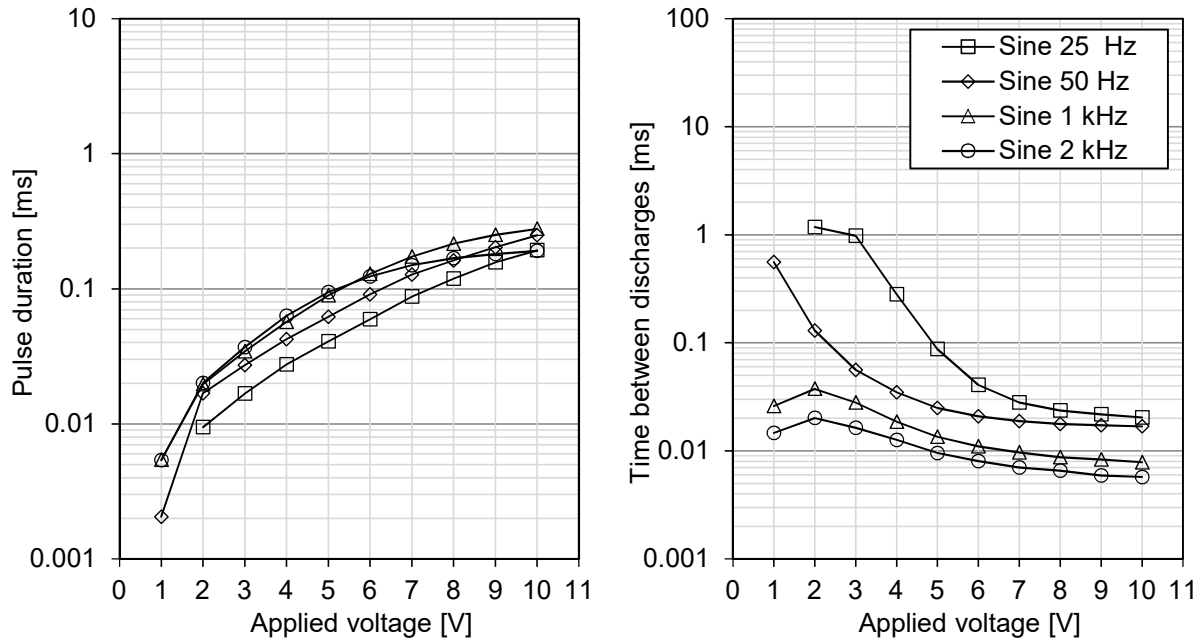 10
1
0.1
0.01
0.001
0 1 2 3 4 5 6 7 8 9 10 11
Pulse duration [ms]
Applied voltage [V]
100
10
1
0.1
0.01
0.001
0 1 2 3 4 5 6 7 8 9 10 11
Time between discharges [ms]
Applied voltage [V]
Sine 25 Hz
Sine 50 Hz
Sine 1 kHz
Sine 2 kHz